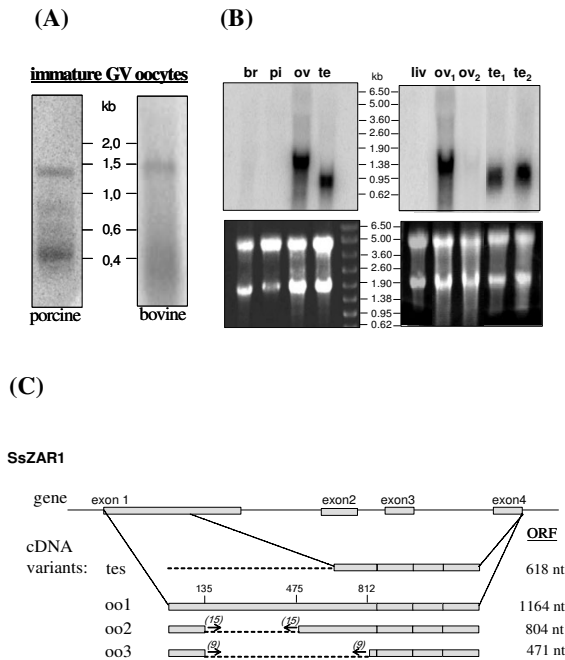 (A)
(B)
immature GV oocytes
kb
2,0
1,5
1,0
0,6
0,4
porcine bovine
br pi ov te kb liv ov1 ov2 te1 te2
6.50
5.00
3.60
2.60
1.90
1.38
0.95
0.62
6.50
5.00
3.60
2.60
1.90
1.38
0.95
0.62
(C)
SsZAR1
gene exon 1 exon2 exon3 exon4
ORF
cDNA
variants: tes 618 nt
135 475 812
oo1 1164 nt
oo2 (15) (15) 804 nt
oo3 (9) (9) 471 nt